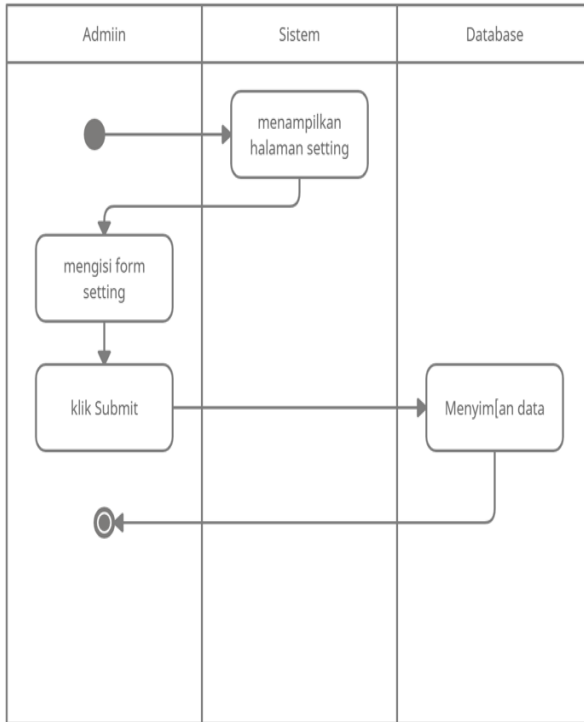 Admiin
Sistem
Database
menampilkan
halaman setting
mengisi form
setting
klik Submit
Menyim[an data